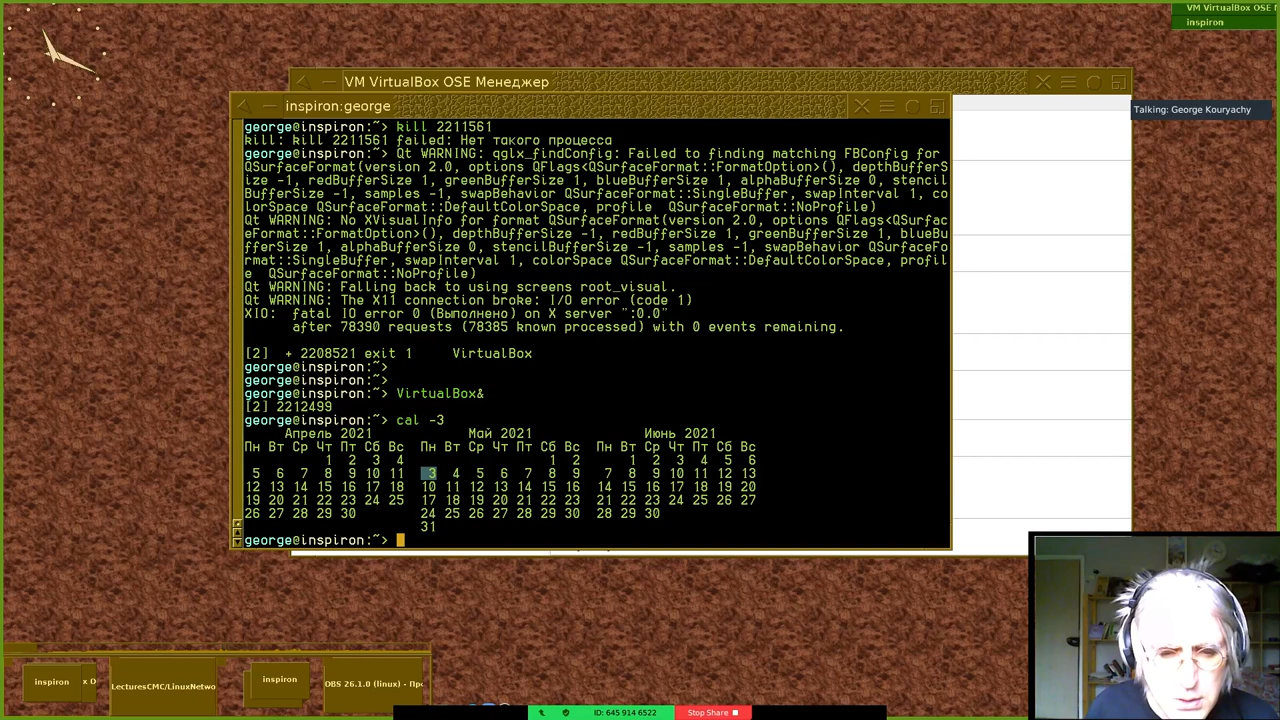 VM VirtualBox OSE М
inspiron
VM VirtualBox OSE Менеджер
inspiron:george
Talking: George Kouryachy
george@inspiron:~> kill 2211561
kill: kill 2211561 failed: Нет такого процесса
george@inspiron:~> Qt WARNING: qglx_findConfig: Failed to finding matching FBConfig for
QSurfaceFormat(version 2.0, options QFlags<QSurfaceFormat::FormatOption>(), depthBufferS
ize -1, redBufferSize 1, greenBufferSize 1, blueBufferSize 1, alphaBufferSize 0, stencil
BufferSize -1, samples -1, swapBehavior QSurfaceFormat::SingleBuffer, swapInterval 1, co
lorSpace QSurfaceFormat::DefaultColorSpace, profile  QSurfaceFormat::NoProfile)
Qt WARNING: No XVisualInfo for format QSurfaceFormat(version 2.0, options QFlags<QSurfac
eFormat::FormatOption>(), depthBufferSize -1, redBufferSize 1, greenBufferSize 1, blueBu
fferSize 1, alphaBufferSize 0, stencilBufferSize -1, samples -1, swapBehavior QSurfaceFo
rmat::SingleBuffer, swapInterval 1, colorSpace QSurfaceFormat::DefaultColorSpace, profil
e  QSurfaceFormat::NoProfile)
Qt WARNING: Falling back to using screens root_visual.
Qt WARNING: The X11 connection broke: I/O error (code 1)
XIO:  fatal IO error 0 (Выполнено) on X server ":0.0"
      after 78390 requests (78385 known processed) with 0 events remaining.
[2]  + 2208521 exit 1     VirtualBox
george@inspiron:~>
george@inspiron:~>
george@inspiron:~> VirtualBox&
[2] 2212499
george@inspiron:~> cal -3
Апрель 2021 Май 2021 Июнь 2021
Пн Вт Ср Чт Пт Сб Вс Пн Вт Ср Чт Пт Сб Вс Пн Вт Ср Чт Пт Сб Вс
1 2 3 4 1 2 1 2 3 4 5 6
5 6 7 8 9 10 11 3 4 5 6 7 8 9 7 8 9 10 11 12 13
12 13 14 15 16 17 18 10 11 12 13 14 15 16 14 15 16 17 18 19 20
19 20 21 22 23 24 25 17 18 19 20 21 22 23 21 22 23 24 25 26 27
26 27 28 29 30 24 25 26 27 28 29 30 28 29 30
31
george@inspiron:~>
inspiron
x O
LecturesCMC/LinuxNetwo
inspiron
OBS 26.1.0 (linux) - Про
ID: 645 914 6522
Stop Share